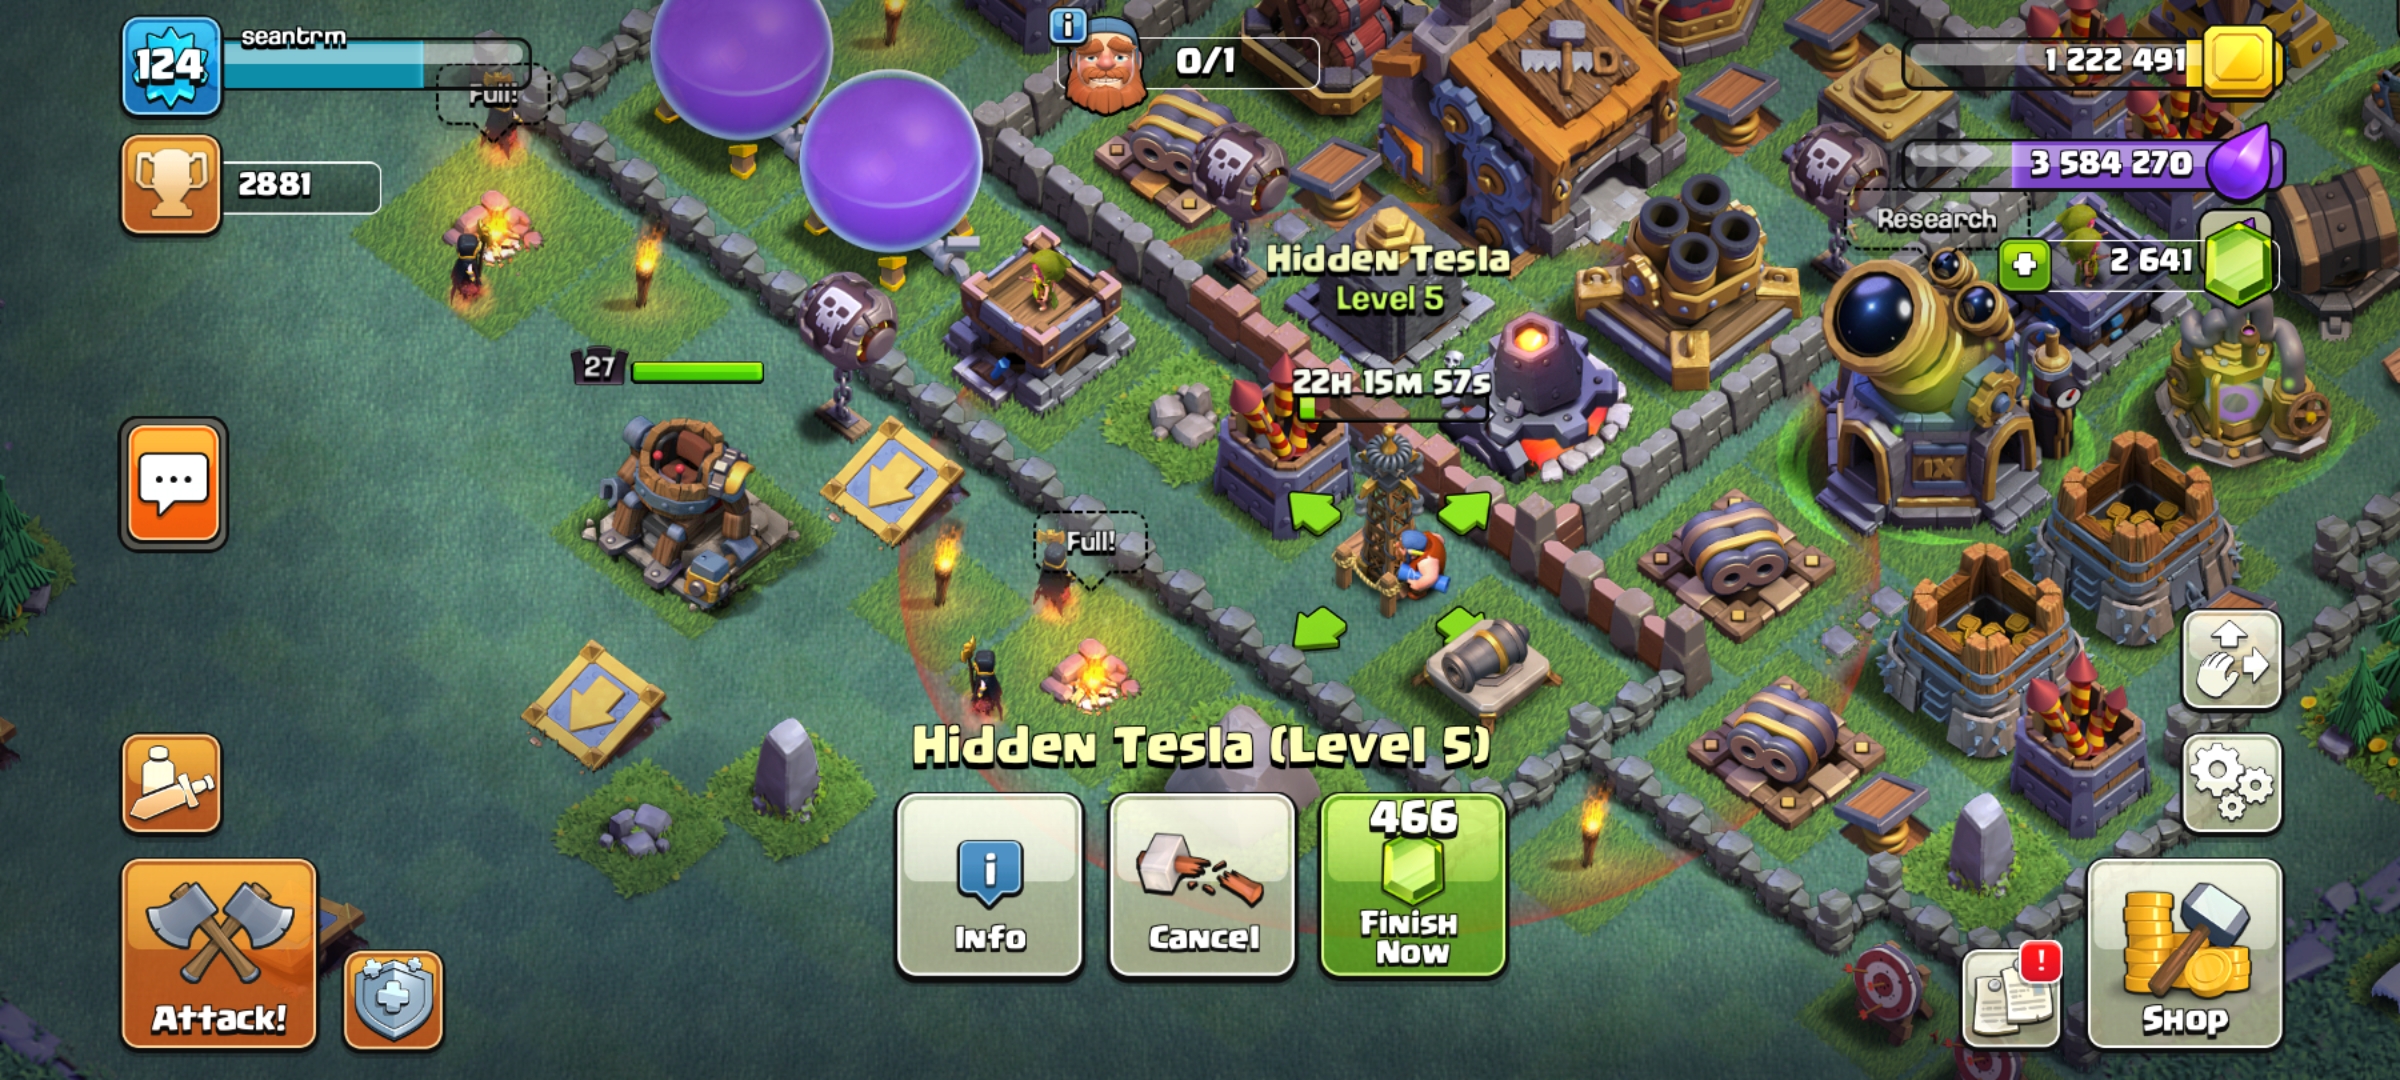 124
seantrm
i
0/1
1 222 491
Full!
2881
3 584 270
Research
2 641
Hidden Tesla
Level 5
27
22H 15M 57s
IX
Full!
Hidden Tesla (Level 5)
i
Info
Cancel
466
Finish
Now
Attack!
!
Shop